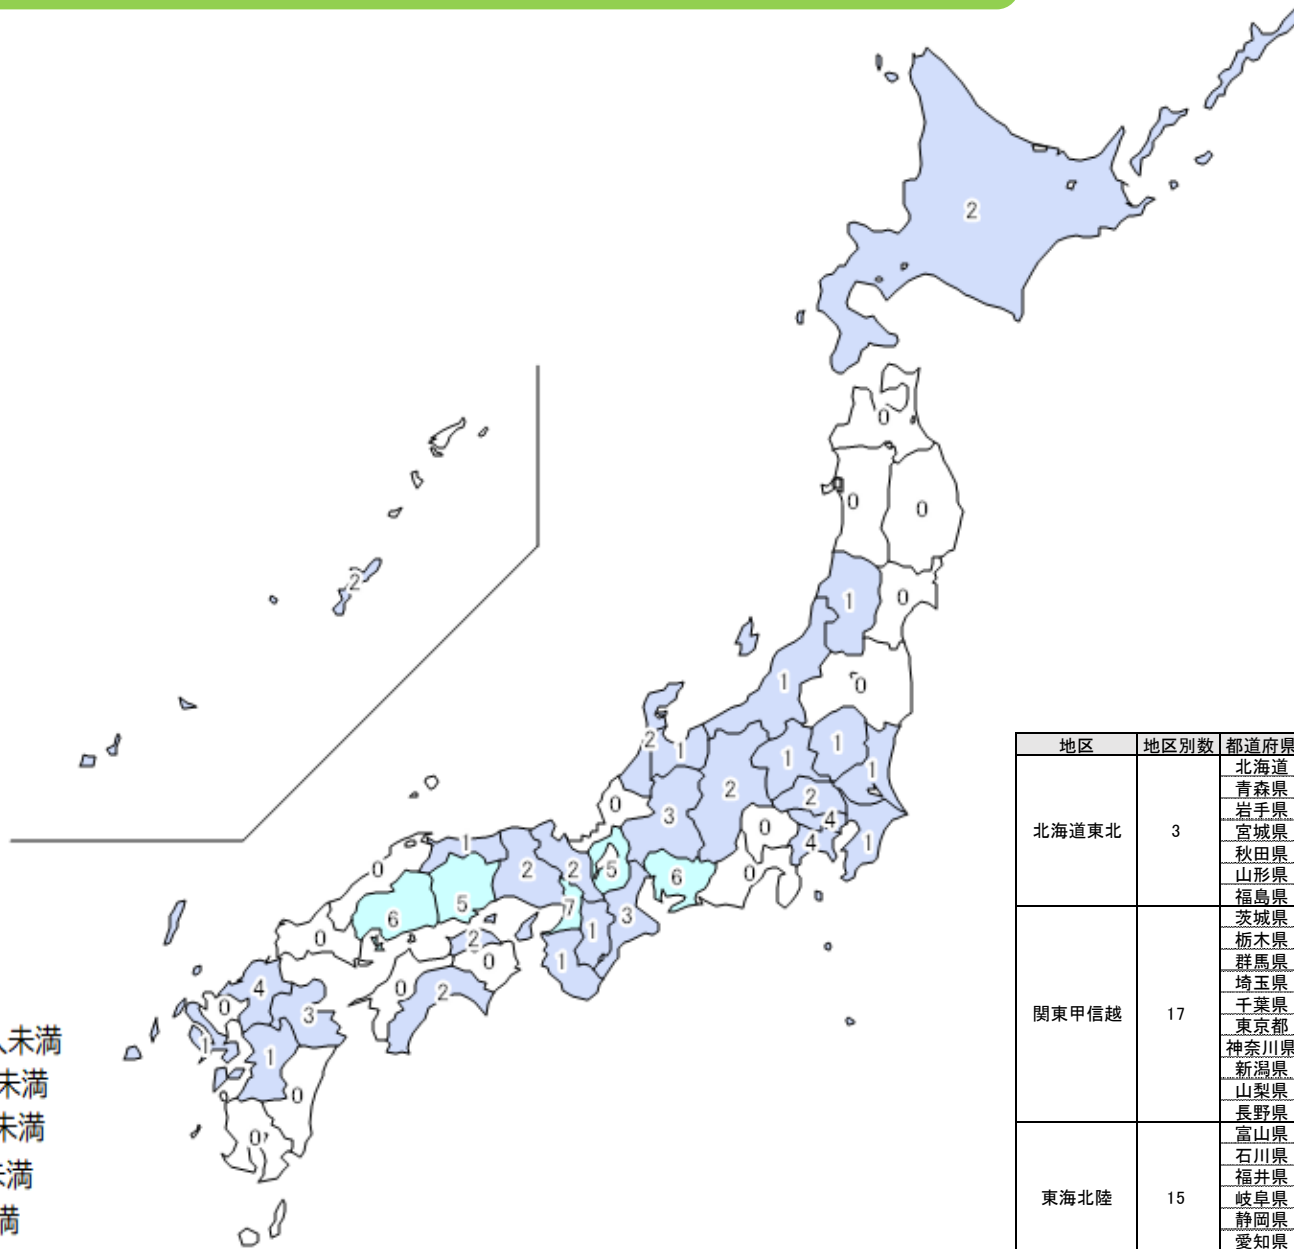 2
0
0
0
2
1
0
1
0
2
1
1
1
1
2
2
0
4
3
0
4
1
1
0
2
2
5
0
6
7
5
6
3
0
2
1
0
1
4
0
2
0
3
1
1
0
0
人未満
未満
未満
未満
満
地区 地区別数 都道府県
北海道東北 3 北海道
青森県
岩手県
宮城県
秋田県
山形県
福島県
関東甲信越 17 茨城県
栃木県
群馬県
埼玉県
千葉県
東京都
神奈川県
新潟県
山梨県
長野県
東海北陸 15 富山県
石川県
福井県
岐阜県
静岡県
愛知県